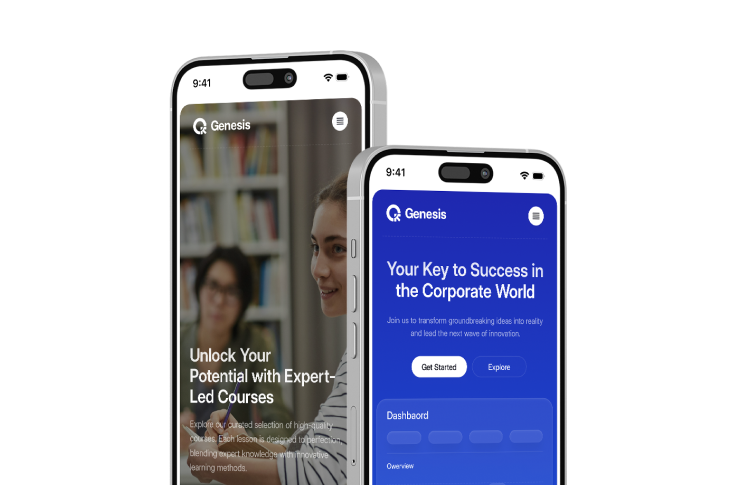 9:41
Genesis
Unlock Your
Potential with Expert-
Led Courses
Explore our curated selection of high-quality
courses. Each lesson is designed to perfection,
blending expert knowledge with innovative
learning methods.
9:41
Genesis
Your Key to Success in
the Corporate World
Join us to transform groundbreaking ideas into reality
and lead the next wave of innovation.
Get Started
Explore
Dashbaord
Overview